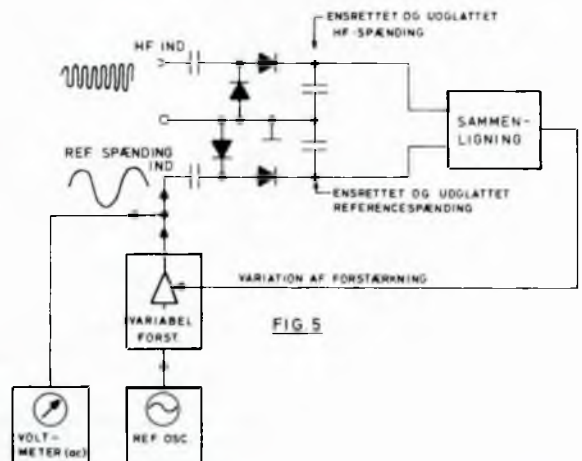 ENSRETTET OG UDGLATTET
HF-SPÆNDING
HF IND
SAMMEN-
LIGNING
REF SPÆNDING
IND
ENSRETTET OG UDGLATTET
REFERENCESPÆNDING
VARIATION AF FORSTÆRKNING
VARIABEL
FORST.
FIG 5
VOLT-
METER (ac)
REF OSC.